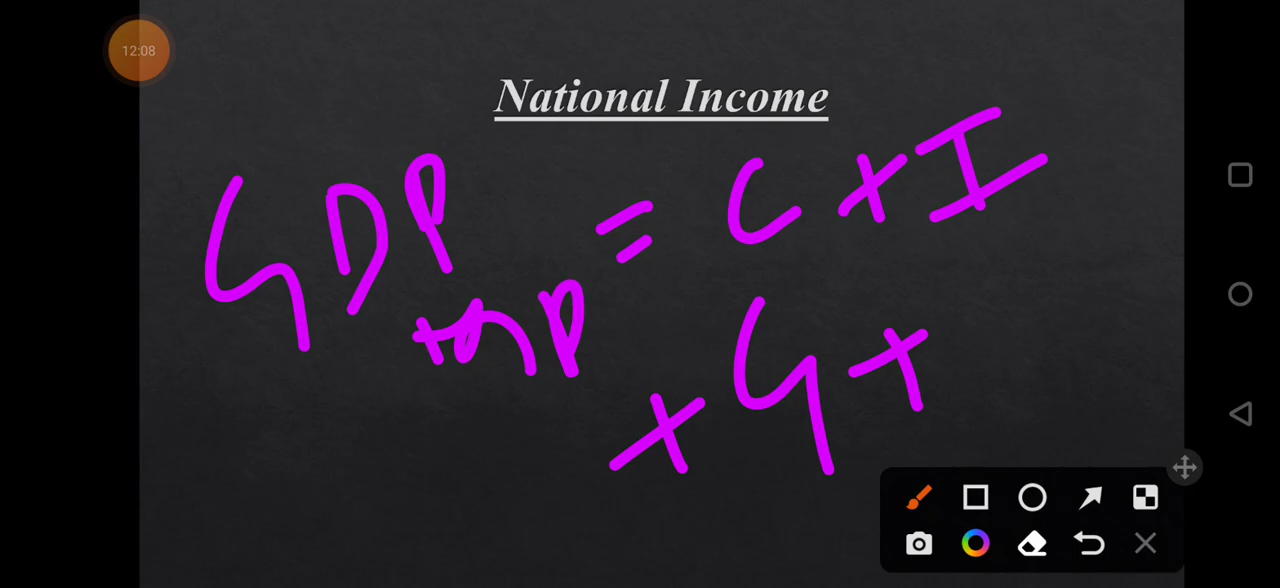 12:08
National Income
GDP = C + I
mp
+ G +